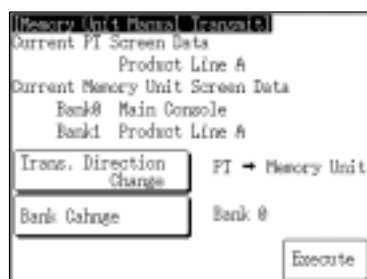 [Memory Unit Manual Transmit]
Current PT Screen Data
Product Line A
Current Memory Unit Screen Data
Bank0 Main Console
Bank1 Product Line A
Trans. Direction
Change
PT → Memory Unit
Bank Cahnge
Bank 0
Execute